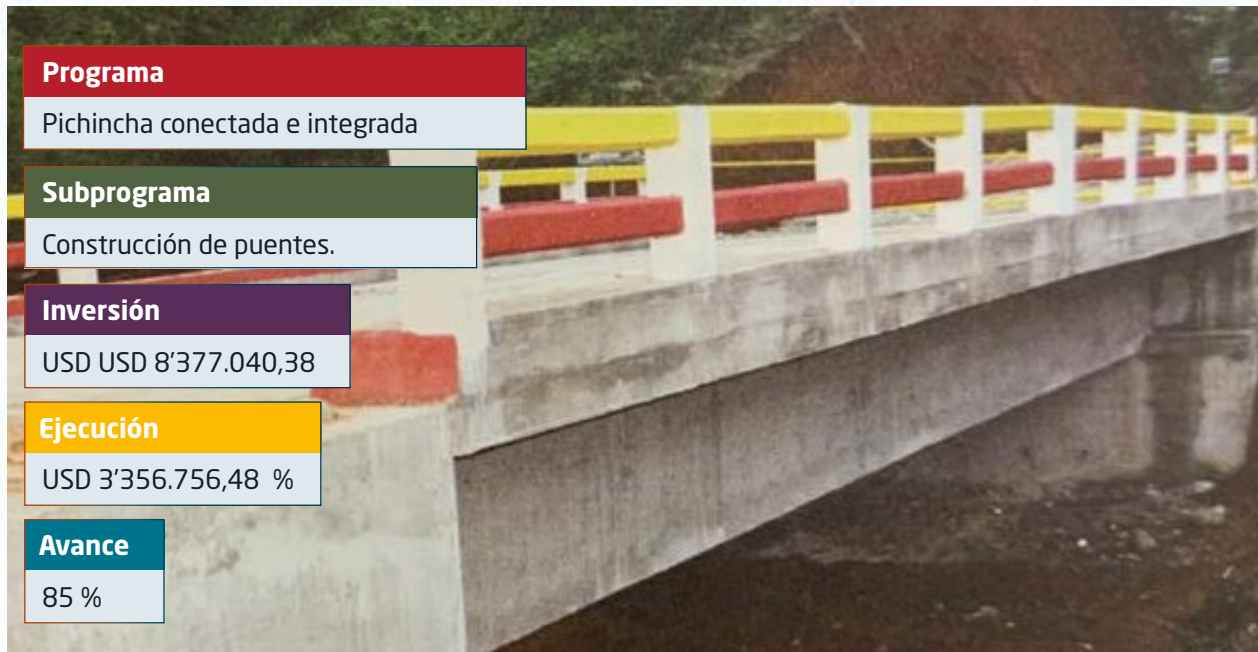 Programa
Pichincha conectada e integrada
Subprograma
Construcción de puentes.
Inversión
USD USD 8’377.040,38
Ejecución
USD 3’356.756,48 %
Avance
85 %